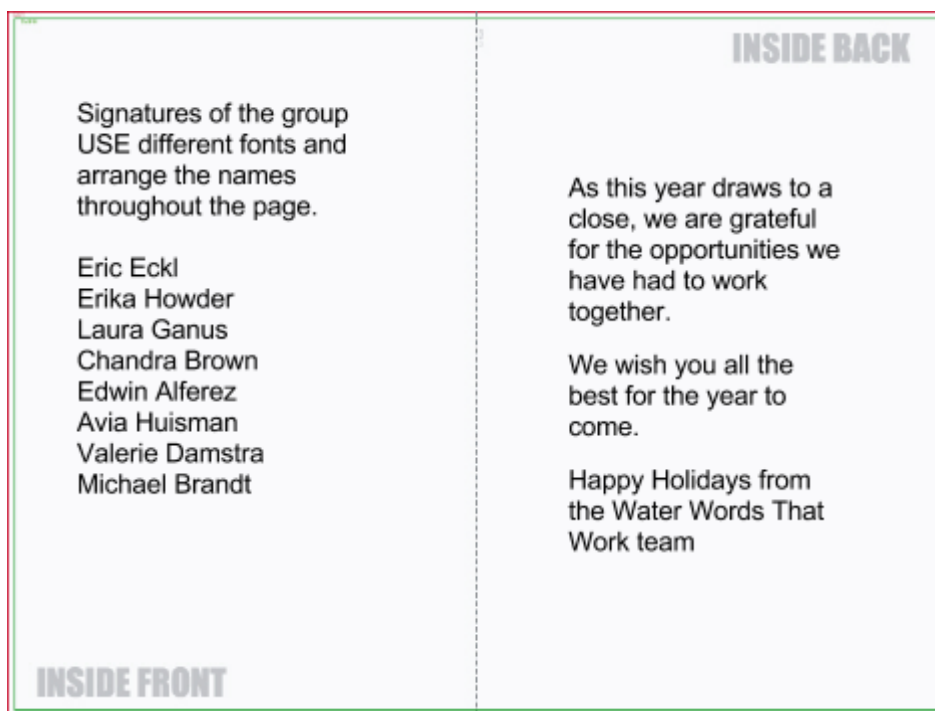 Signatures of the group
USE different fonts and
arrange the names
throughout the page.
Eric Eckl
Erika Howder
Laura Ganus
Chandra Brown
Edwin Alferez
Avia Huisman
Valerie Damstra
Michael Brandt
INSIDE FRONT
INSIDE BACK
As this year draws to a
close, we are grateful
for the opportunities we
have had to work
together.
We wish you all the
best for the year to
come.
Happy Holidays from
the Water Words That
Work team